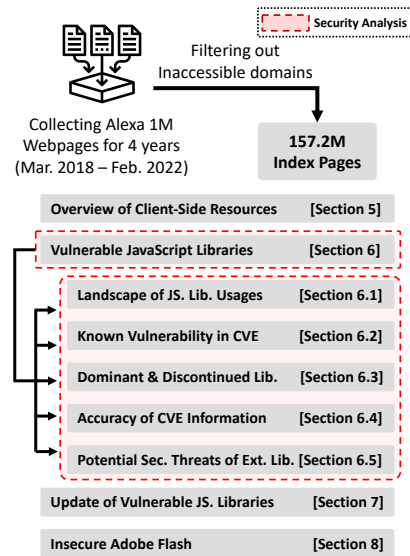 Security Analysis
Filtering out
Inaccessible domains
Collecting Alexa 1M
Webpages for 4 years
(Mar. 2018 – Feb. 2022)
157.2M
Index Pages
Overview of Client-Side Resources [Section 5]
Vulnerable JavaScript Libraries [Section 6]
Landscape of JS. Lib. Usages [Section 6.1]
Known Vulnerability in CVE [Section 6.2]
Dominant & Discontinued Lib. [Section 6.3]
Accuracy of CVE Information [Section 6.4]
Potential Sec. Threats of Ext. Lib. [Section 6.5]
Update of Vulnerable JS. Libraries [Section 7]
Insecure Adobe Flash [Section 8]